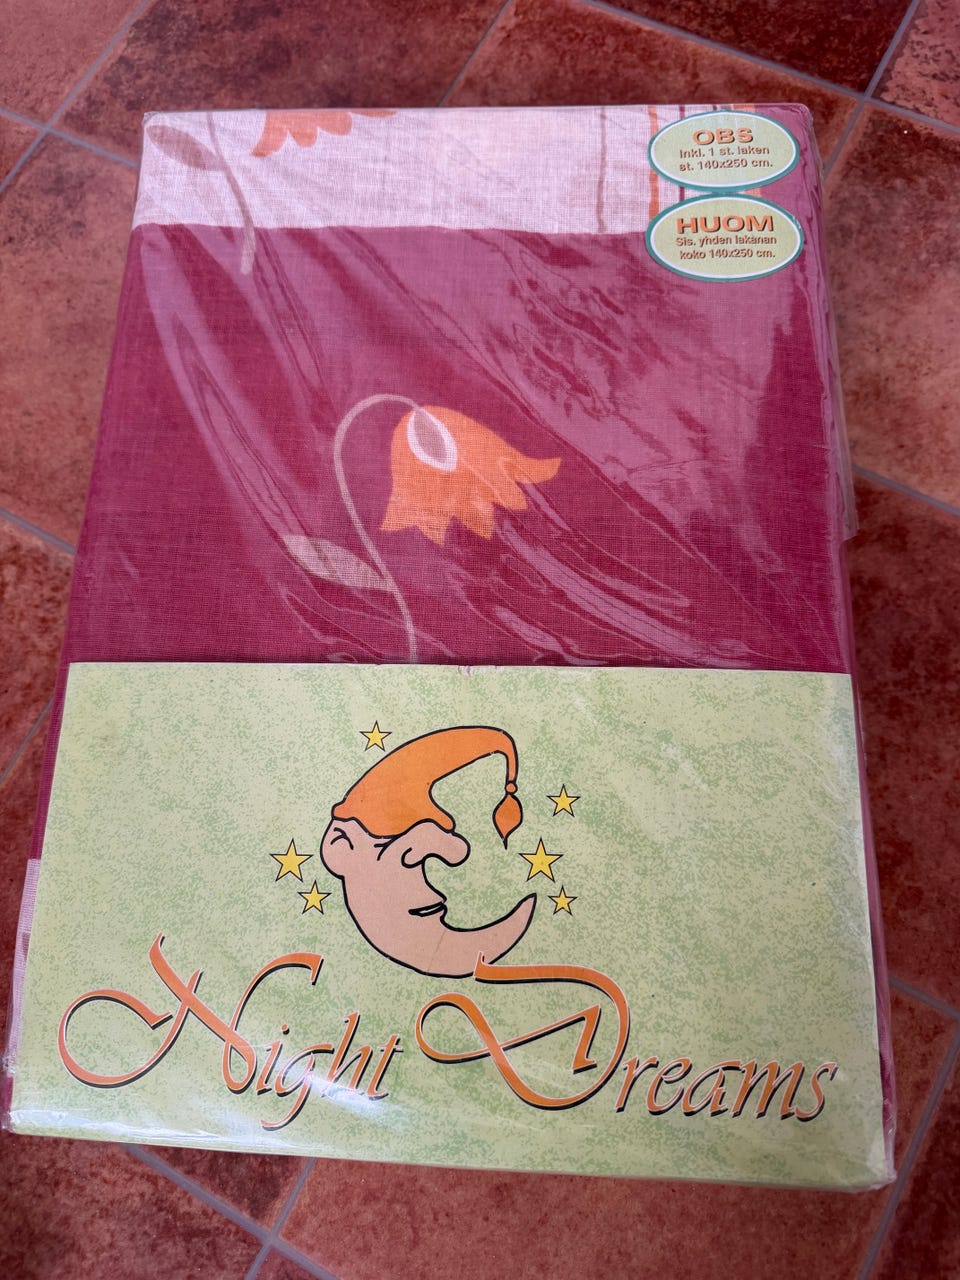 OBS
Inkl. 1 st. laken
st. 140x250 cm.
HUOM
Sis. yhden lakanan
koko 140x250 cm.
Night Dreams